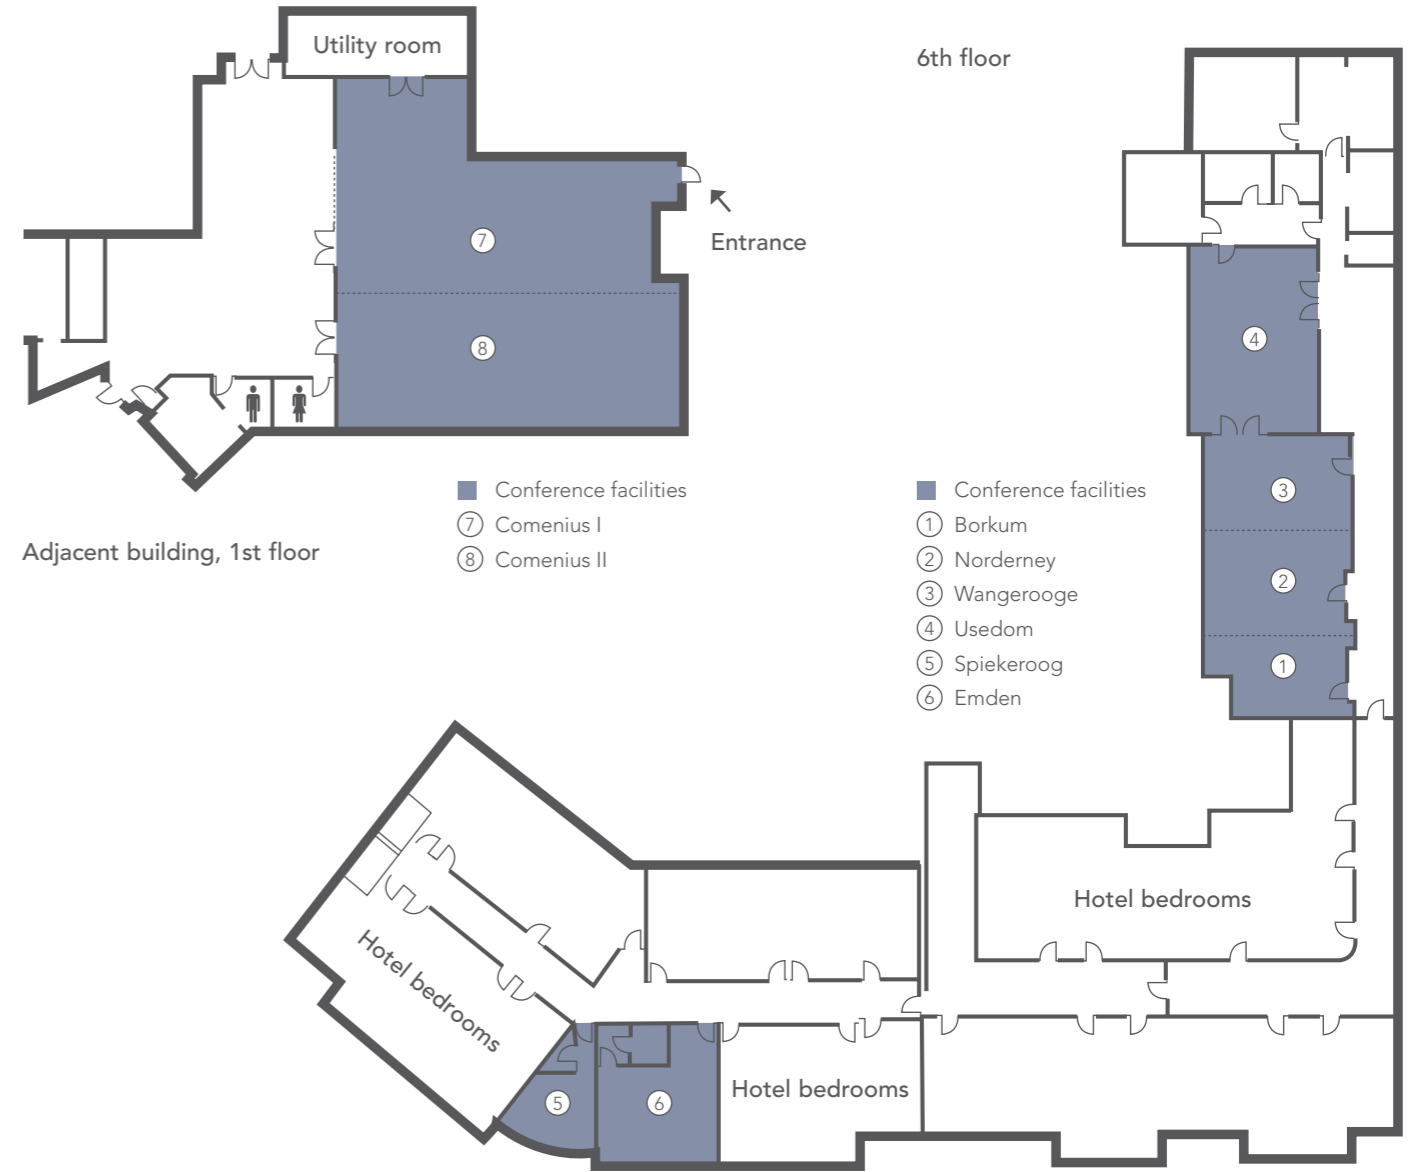 Utility room
6th floor
7
Entrance
8
4
Conference facilities
7 Comenius I
8 Comenius II
Adjacent building, 1st floor
Conference facilities
1 Borkum
2 Norderney
3 Wangerooge
4 Usedom
5 Spiekeroog
6 Emden
3
2
1
Hotel bedrooms
Hotel bedrooms
5
6
Hotel bedrooms